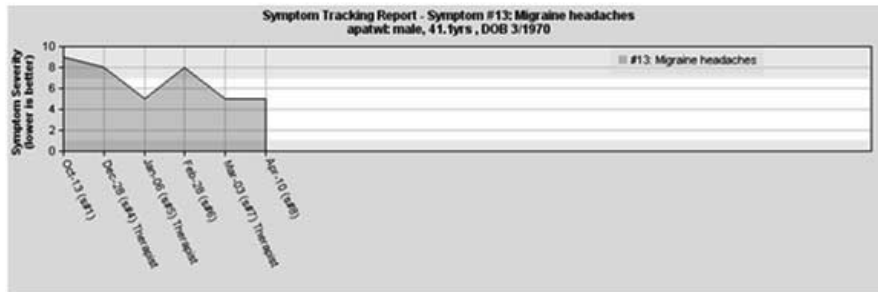 Symptom Tracking Report - Symptom #13: Migraine headaches
apatwt: male, 41.1yrs , DOB 3/1970
#13: Migraine headaches
Symptom Severity
(lower is better)
10
8
6
4
2
0
Oct-13 (s#1)
Dec-28 (s#4) Therapist
Jan-06 (s#5) Therapist
Feb-28 (s#6)
Mar-03 (s#7) Therapist
Apr-10 (s#8)